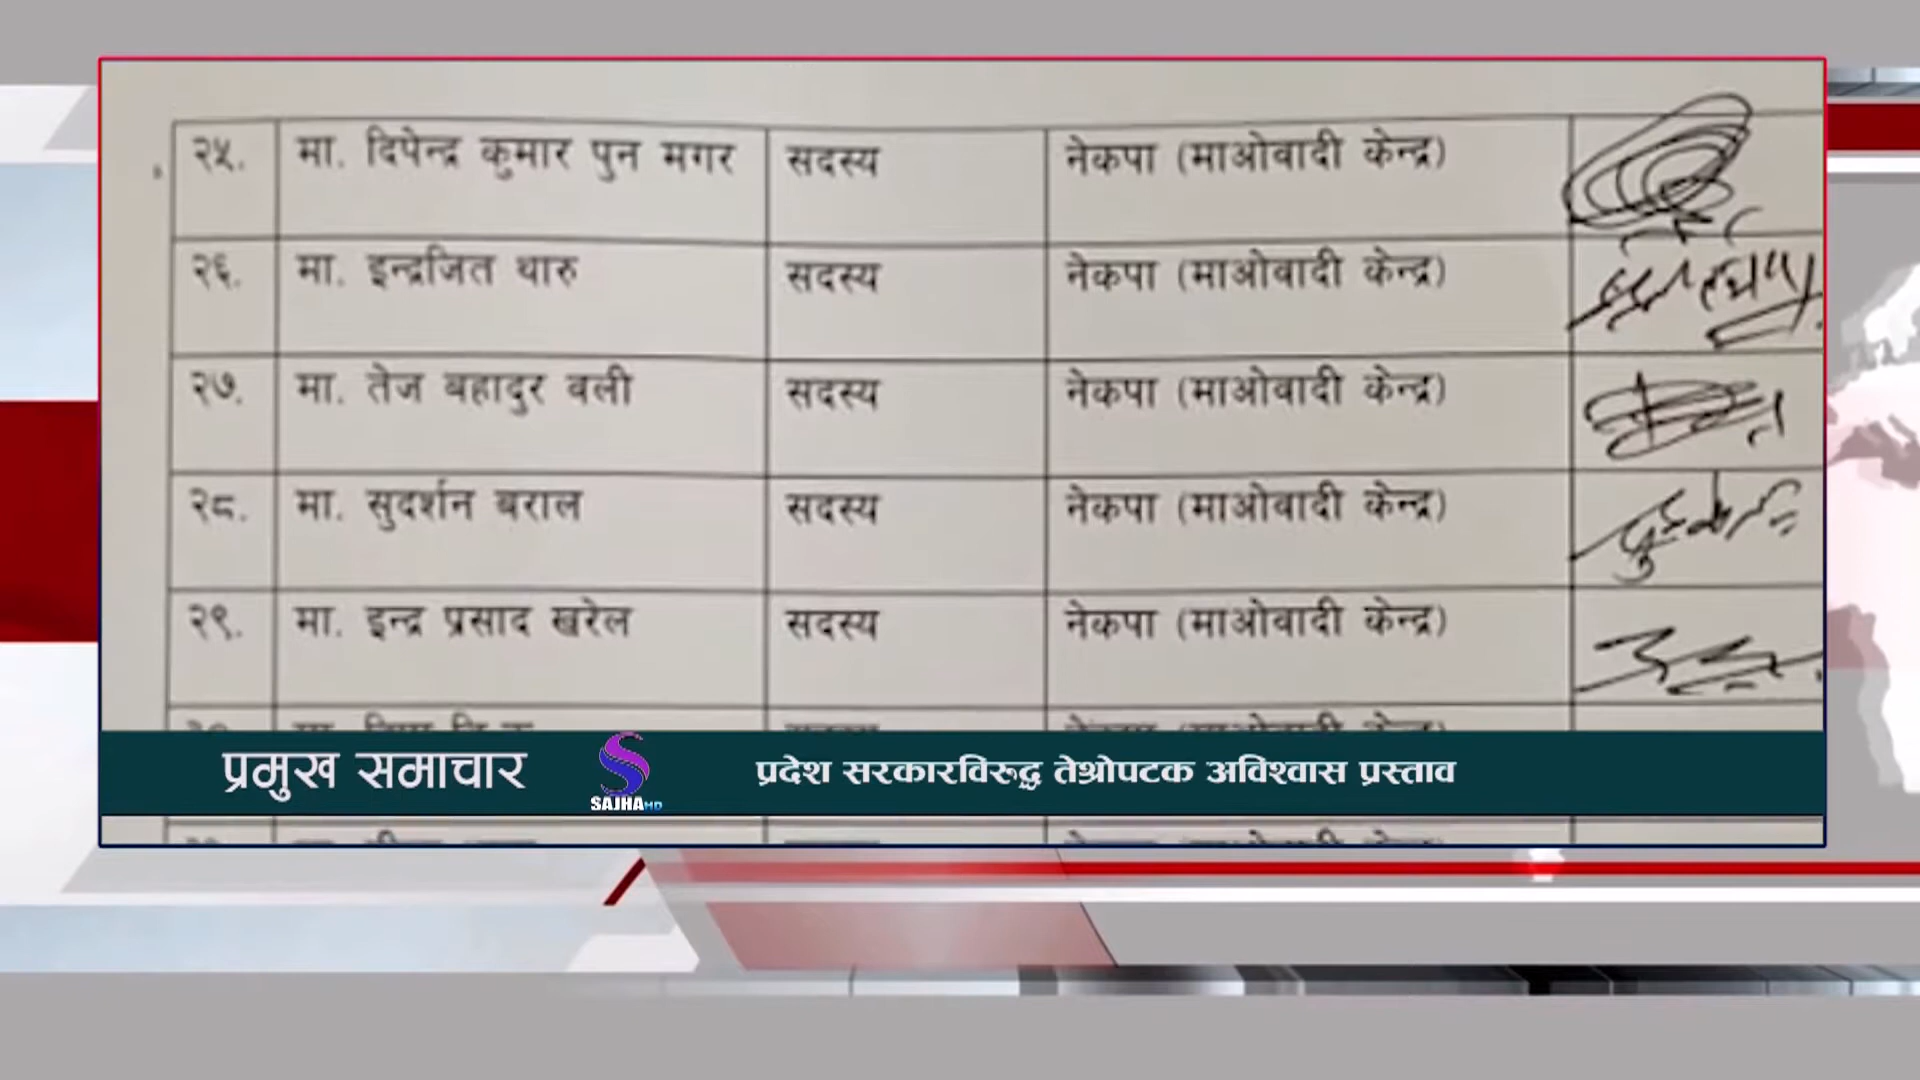 २५. मा. दिपेन्द्र कुमार पुन मगर सदस्य नेकपा (माओवादी केन्द्र)
२६. मा. इन्द्रजित थारु सदस्य नेकपा (माओवादी केन्द्र)
२७. मा. तेज बहादुर वली सदस्य नेकपा (माओवादी केन्द्र)
२८. मा. सुदर्शन बराल सदस्य नेकपा (माओवादी केन्द्र)
२९. मा. इन्द्र प्रसाद खरेल सदस्य नेकपा (माओवादी केन्द्र)
प्रमुख समाचार SAJHA HD प्रदेश सरकारविरुद्ध तेश्रोपटक अविश्वास प्रस्ताव